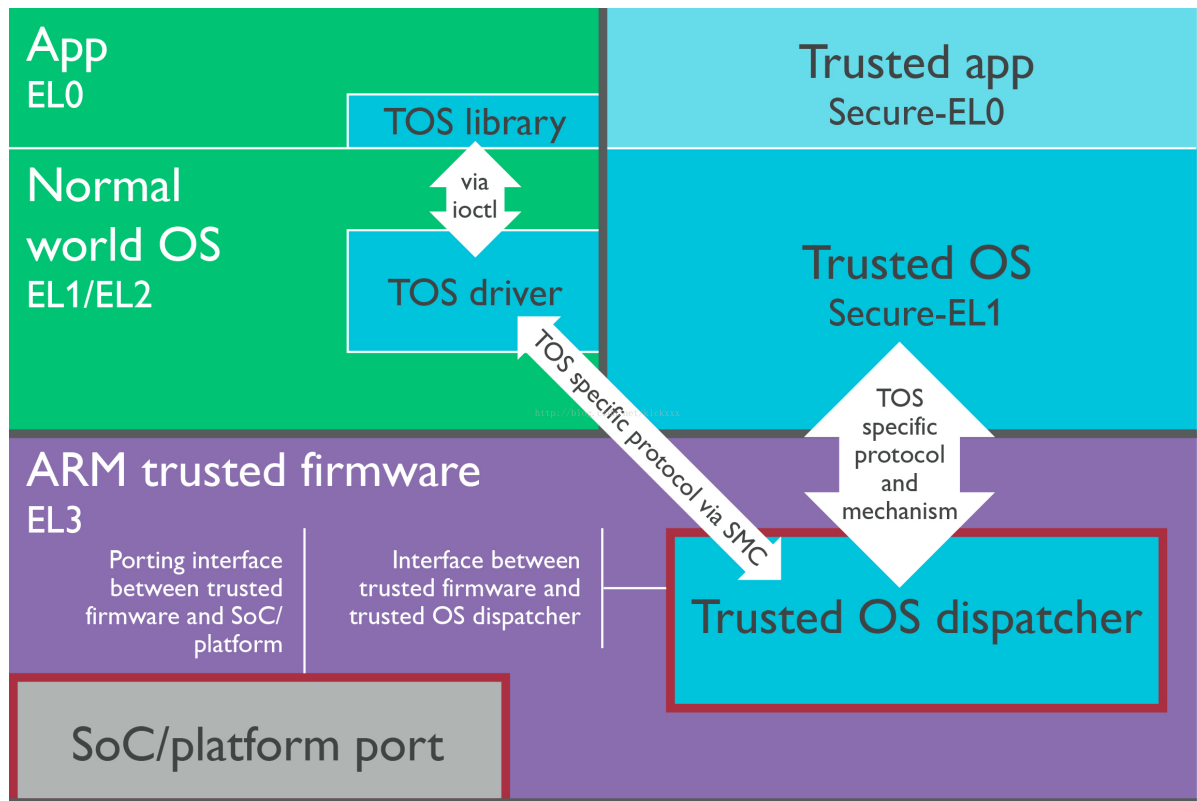 App
EL0
TOS library
Trusted app
Secure-EL0
Normal
world OS
EL1/EL2
via
ioctl
TOS driver
Trusted OS
Secure-EL1
TOS specific protocol via SMC
TOS
specific
protocol
and
mechanism
ARM trusted firmware
EL3
Porting interface
between trusted
firmware and SoC/
platform
Interface between
trusted firmware and
trusted OS dispatcher
Trusted OS dispatcher
SoC/platform port